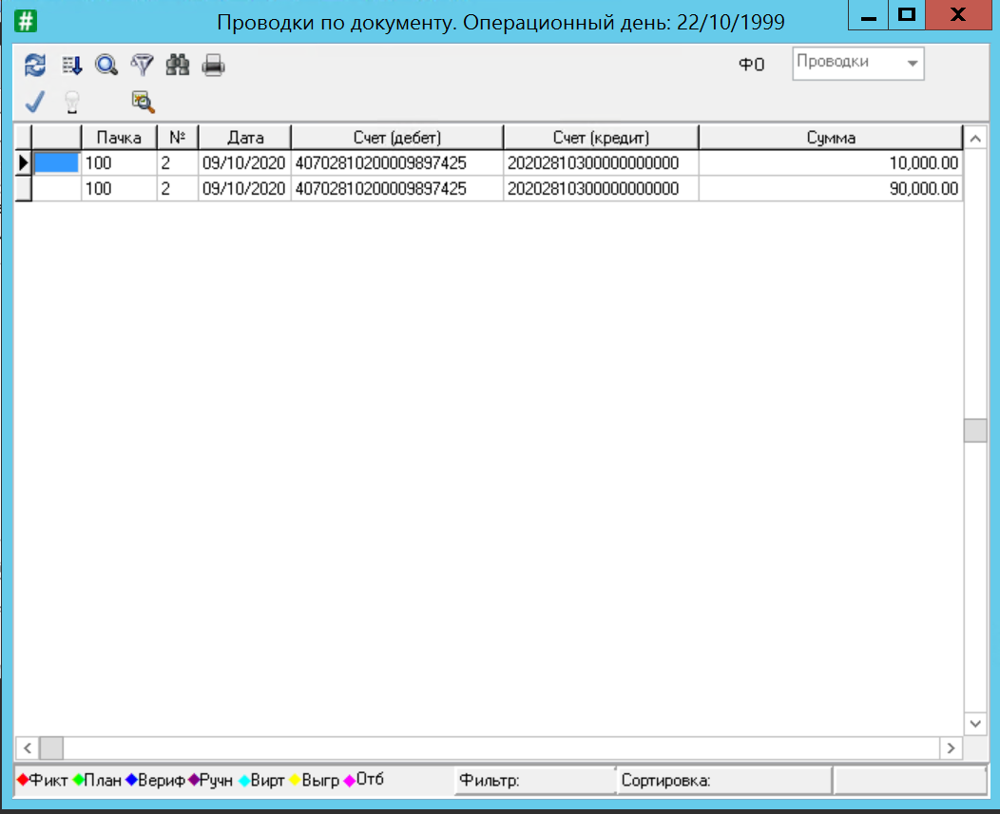 Проводки по документу. Операционный день: 22/10/1999
ФО Проводки
Пачка № Дата Счет (дебет) Счет (кредит) Сумма
100 2 09/10/2020 40702810200009897425 20202810300000000000 10,000.00
100 2 09/10/2020 40702810200009897425 20202810300000000000 90,000.00
Фикт План Вериф Ручн Вирт Выгр Отб Фильтр: Сортировка: